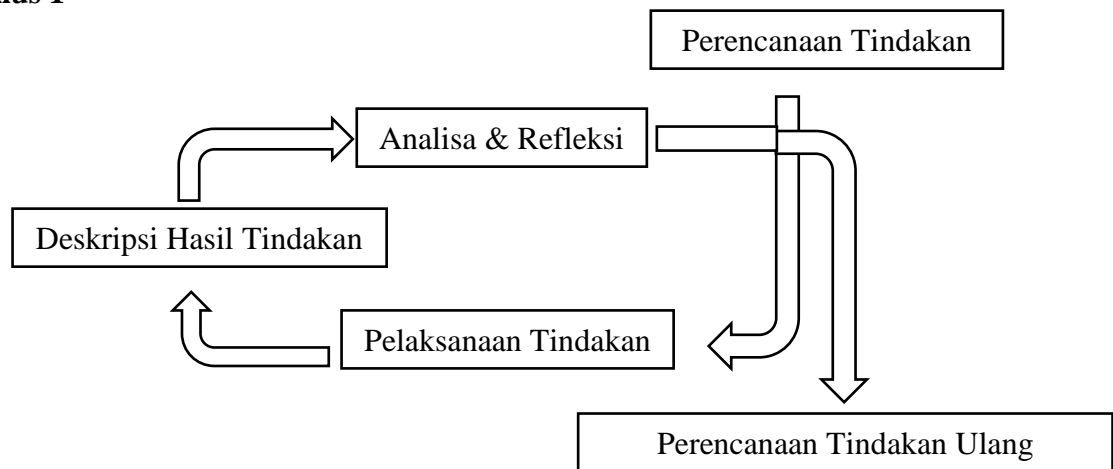 Perencanaan Tindakan
Analisa & Refleksi
Deskripsi Hasil Tindakan
Pelaksanaan Tindakan
Perencanaan Tindakan Ulang